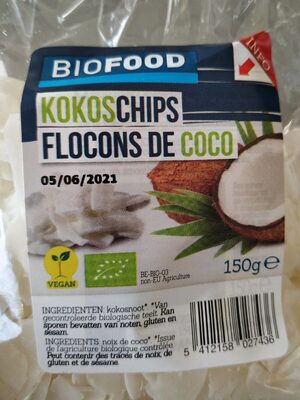 BIOFOOD
INFO
KOKOSCHIPS
FLOCONS DE COCO
05/06/2021
VEGAN
BE-BIO-03
non-EU Agriculture
150g e
INGREDIENTEN kokosnoot* *Van
gecontroleerde biologische teelt. Kan
sporen bevatten van noten, gluten en
sesam.
INGREDIENTS: noix de coco* *Issue
de l'agriculture biologique contrôlée.
Peut contenir des traces de noix, de
gluten et de sésame.
5 412158 027436